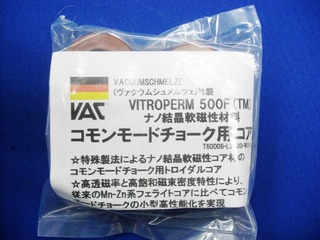 VACUUMSCHMELZE
(ヴァクウムシュメルツェ)社製
VAC
VITROPERM 500F(TM)
ナノ結晶軟磁性材料
コモンモードチョーク用コア
★特殊製法によるナノ結晶軟磁性コア材の
コモンモードチョーク用トロイダルコア
★高透磁率と高飽和磁束密度特性により、
従来のMn-Zn系フェライトコアに比べてコモン
モードチョークの小型高性能化を実現